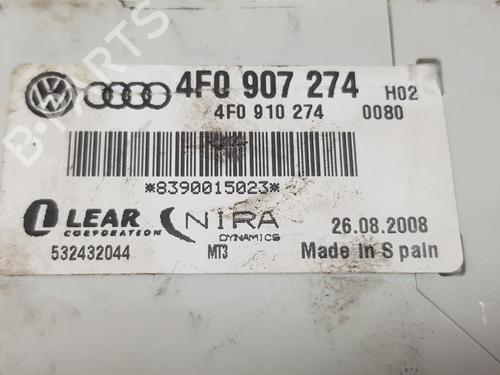 4F0 907 274 H02
4F0 910 274 0080
*8390015023*
LEAR NIRA 26.08.2008
CORPORATION DYNAMICS
532432044 MT3 Made in Spain
B-PARTS